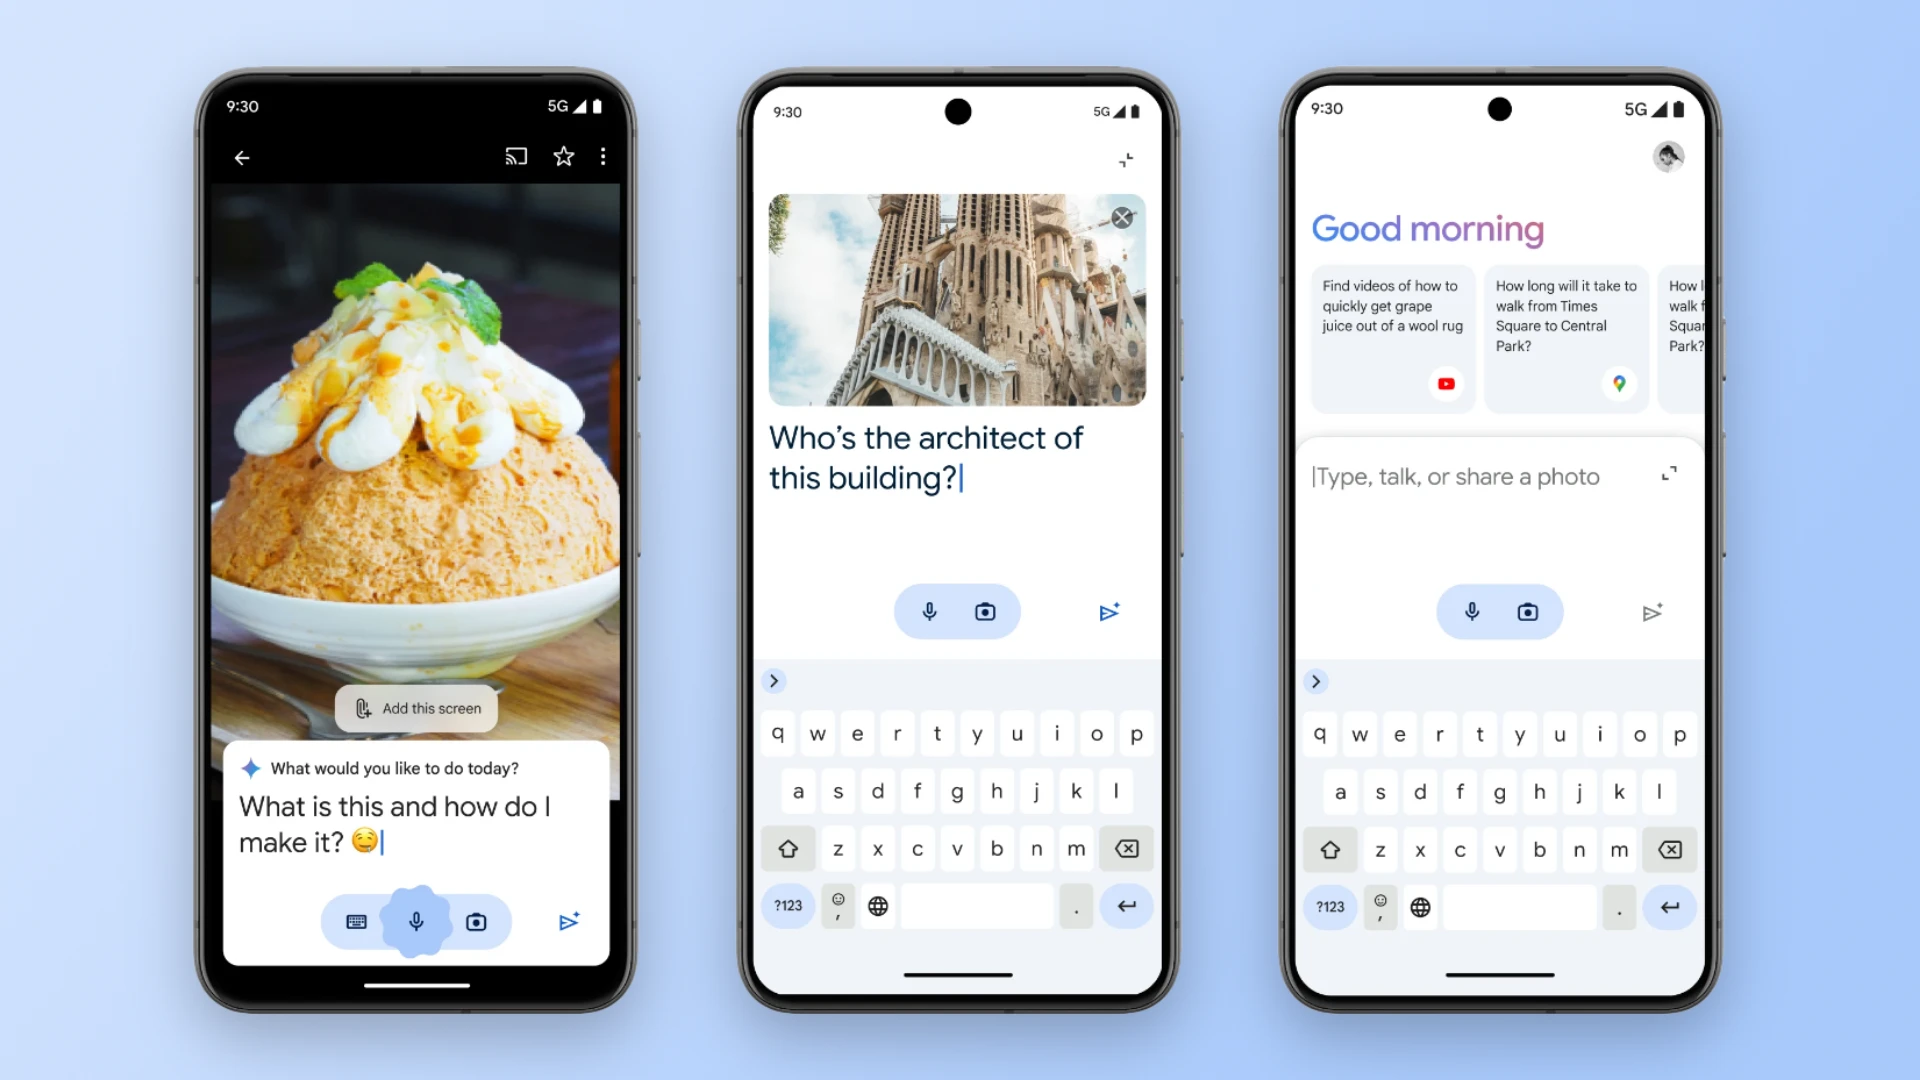 9:30
5G
Add this screen
What would you like to do today?
What is this and how do I
make it? 🤤
9:30
5G
Who’s the architect of
this building?
q w e r t y u i o p
a s d f g h j k l
z x c v b n m
?123 , .
9:30
5G
Good morning
Find videos of how to
quickly get grape
juice out of a wool rug
How long will it take to
walk from Times
Square to Central
Park?
How l
walk f
Squar
Park?
Type, talk, or share a photo
q w e r t y u i o p
a s d f g h j k l
z x c v b n m
?123 , .